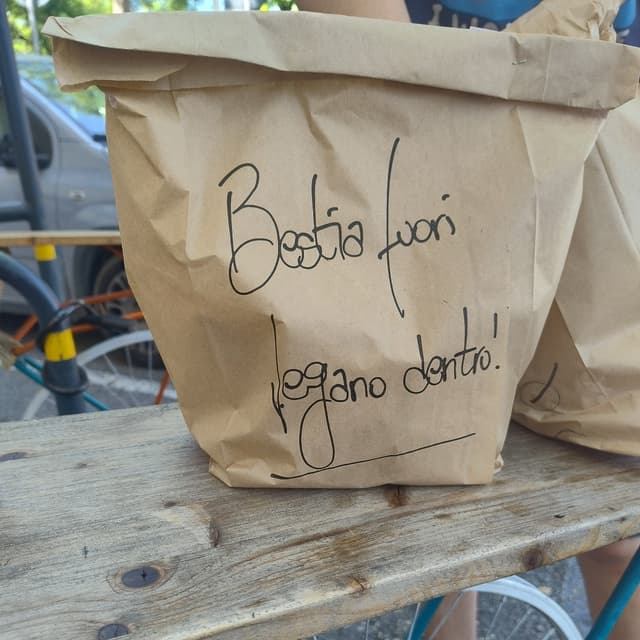 Bestia fuori
Vegano dentro!